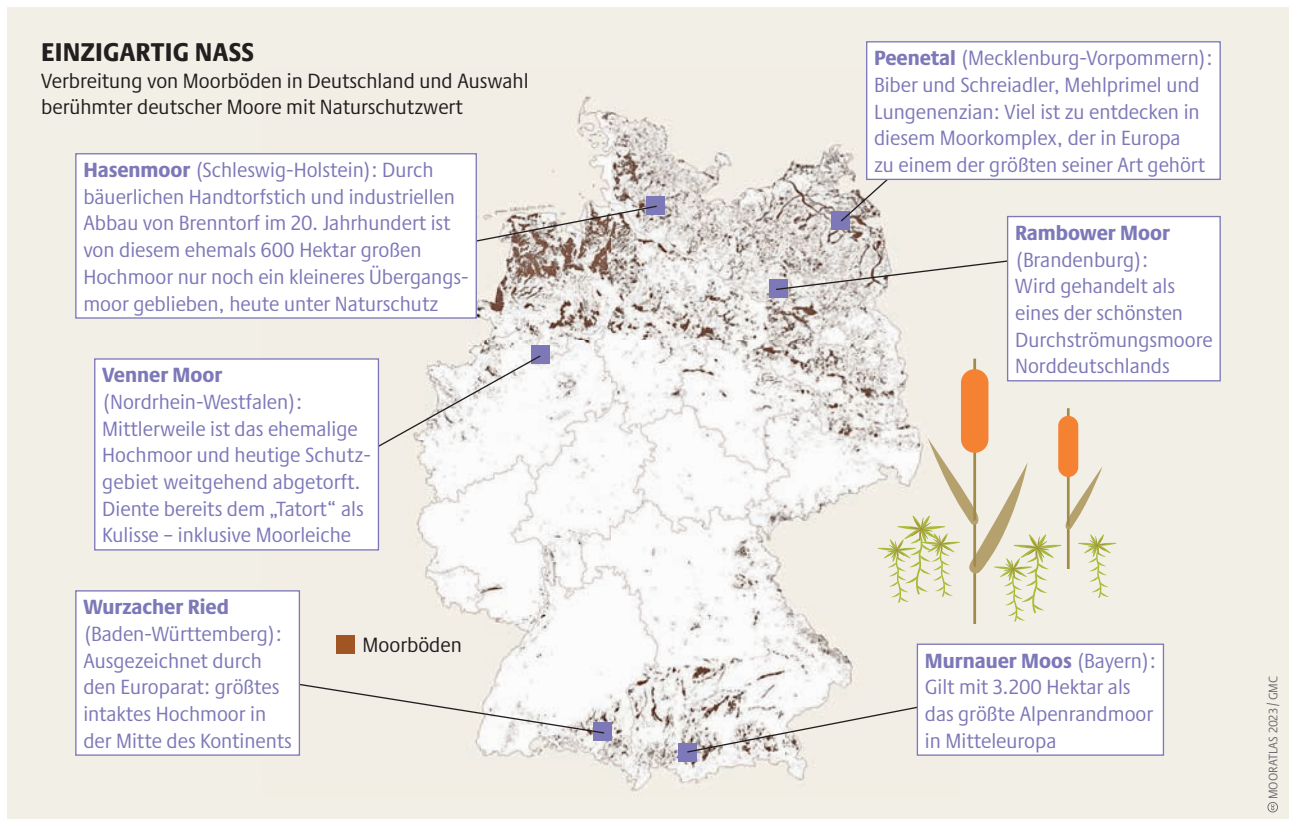 EINZIGARTIG NASS
Verbreitung von Moorböden in Deutschland und Auswahl
berühmter deutscher Moore mit Naturschutzwert
Peenetal (Mecklenburg-Vorpommern):
Biber und Schreiadler, Mehlprimel und
Lungenenzian: Viel ist zu entdecken in
diesem Moorkomplex, der in Europa
zu einem der größten seiner Art gehört
Hasenmoor (Schleswig-Holstein): Durch
bäuerlichen Handtorfstich und industriellen
Abbau von Brenntorf im 20. Jahrhundert ist
von diesem ehemals 600 Hektar großen
Hochmoor nur noch ein kleineres Übergangs-
moor geblieben, heute unter Naturschutz
Rambower Moor
(Brandenburg):
Wird gehandelt als
eines der schönsten
Durchströmungsmoore
Norddeutschlands
Venner Moor
(Nordrhein-Westfalen):
Mittlerweile ist das ehemalige
Hochmoor und heutige Schutz-
gebiet weitgehend abgetorft.
Diente bereits dem „Tatort“ als
Kulisse – inklusive Moorleiche
Wurzacher Ried
(Baden-Württemberg):
Ausgezeichnet durch
den Europarat: größtes
intaktes Hochmoor in
der Mitte des Kontinents
Moorböden
Murnauer Moos (Bayern):
Gilt mit 3.200 Hektar als
das größte Alpenrandmoor
in Mitteleuropa
MOORATLAS 2023 / GMC